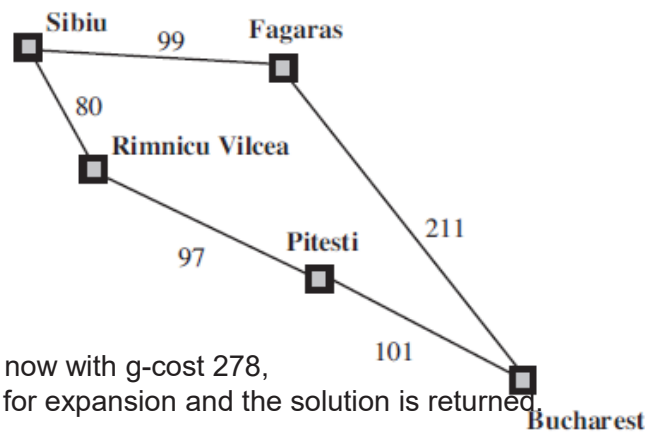 Sibiu
Fagaras
99
80
Rimnicu Vilcea
211
Pitesti
97
101
now with g-cost 278,
for expansion and the solution is returned.
Bucharest